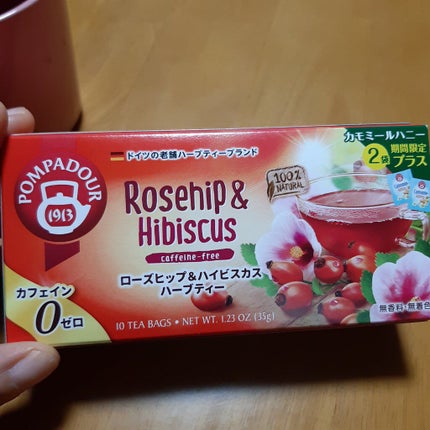 POMPADOUR
1913
カフェイン
0ゼロ
ドイツの老舗ハーブティーブランド
Rosehip &
Hibiscus
caffeine-free
ローズヒップ&ハイビスカス
ハーブティー
10 TEA BAGS • NET WT. 1.23 OZ (35g)
100%
NATURAL
カモミールハニー
2袋
期間限定
プラス
無香料・無着色